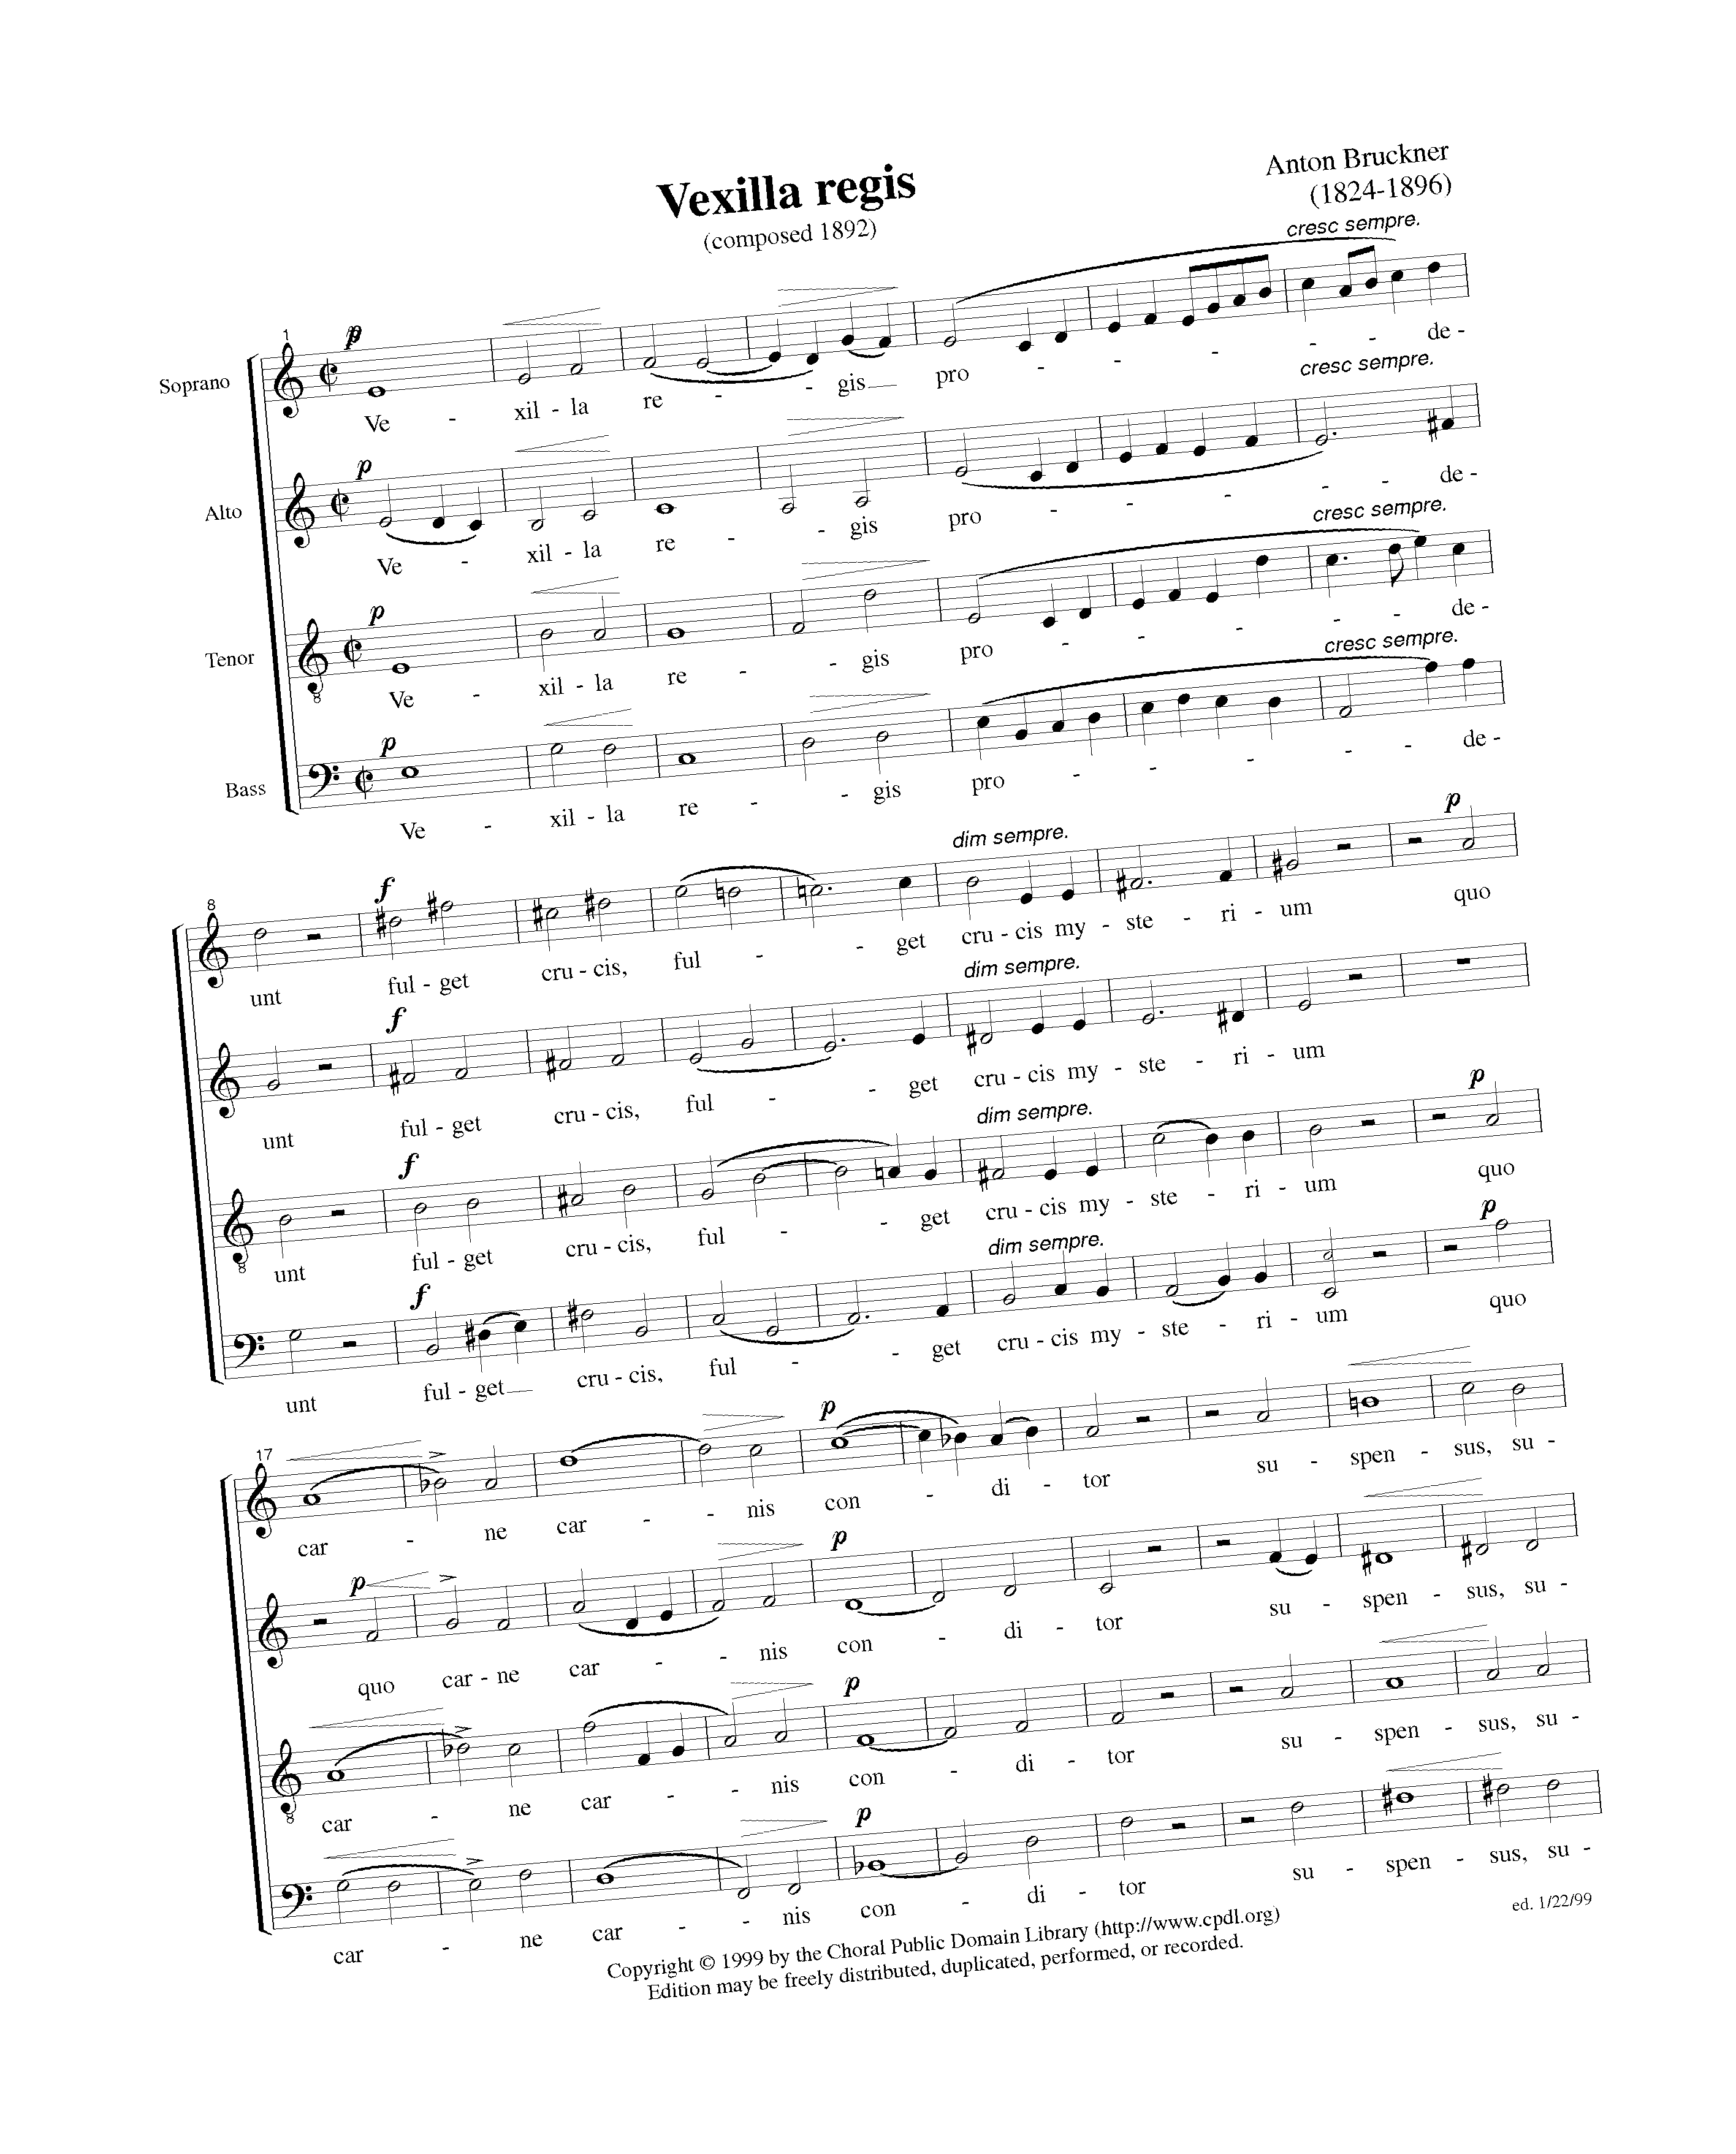 Vexilla regis
(composed 1892)
Anton Bruckner
(1824-1896)
cresc sempre.
1
p
Soprano
Ve - xil - la re - - gis pro - - - - - de -
cresc sempre.
p
Alto
Ve - xil - la re - - gis pro - - - - - de -
cresc sempre.
p
Tenor
Ve - xil - la re - - gis pro - - - - - de -
cresc sempre.
p
Bass
Ve - xil - la re - - gis pro - - - - - de -
8
f dim sempre. p
unt ful - get cru - cis, ful - - get cru - cis my - ste - ri - um quo
f dim sempre.
unt ful - get cru - cis, ful - - get cru - cis my - ste - ri - um
f dim sempre. p
unt ful - get cru - cis, ful - - get cru - cis my - ste - ri - um quo
f dim sempre. p
unt ful - get cru - cis, ful - - get cru - cis my - ste - ri - um quo
17
p
car - ne car - - nis con - di - tor su - spen - sus, su -
p p
quo car - ne car - - nis con - di - tor su - spen - sus, su -
p
car - ne car - - nis con - di - tor su - spen - sus, su -
p
car - ne car - - nis con - di - tor su - spen - sus, su -
Copyright © 1999 by the Choral Public Domain Library (http://www.cpdl.org)
Edition may be freely distributed, duplicated, performed, or recorded.
ed. 1/22/99